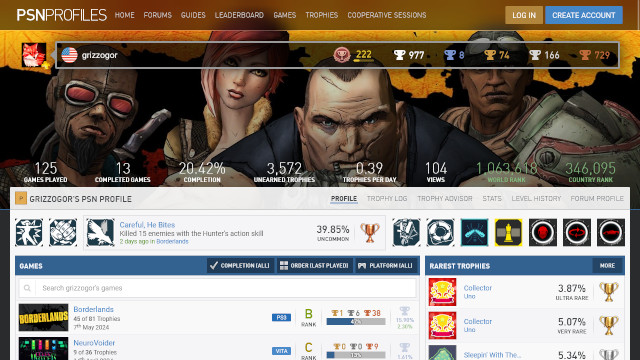 PSNPROFILES HOME FORUMS GUIDES LEADERBOARD GAMES TROPHIES COOPERATIVE SESSIONS LOG IN CREATE ACCOUNT
grizzogor 222 977 8 74 166 729
125 13 20.42% 3,572 0.39 104 1,063,618 346,095
GAMES PLAYED COMPLETED GAMES COMPLETION UNEARNED TROPHIES TROPHIES PER DAY VIEWS WORLD RANK COUNTRY RANK
GRIZZOGOR'S PSN PROFILE PROFILE TROPHY LOG TROPHY ADVISOR STATS LEVEL HISTORY FORUM PROFILE
Careful, He Bites
Killed 15 enemies with the Hunter's action skill
2 days ago in Borderlands
39.85%
UNCOMMON
GAMES COMPLETION (ALL) ORDER (LAST PLAYED) PLATFORM (ALL)
Search grizzogor's games
BORDERLANDS
Borderlands
45 of 81 Trophies
7th May 2024
PS3
B
RANK
1 6 38
NeuroVoider
9 of 36 Trophies
VITA
C
RANK
0 0 9
RAREST TROPHIES MORE
Collector
Uno
3.87%
ULTRA RARE
Collector
Uno
5.07%
VERY RARE
Sleepin' With The...
5.34%